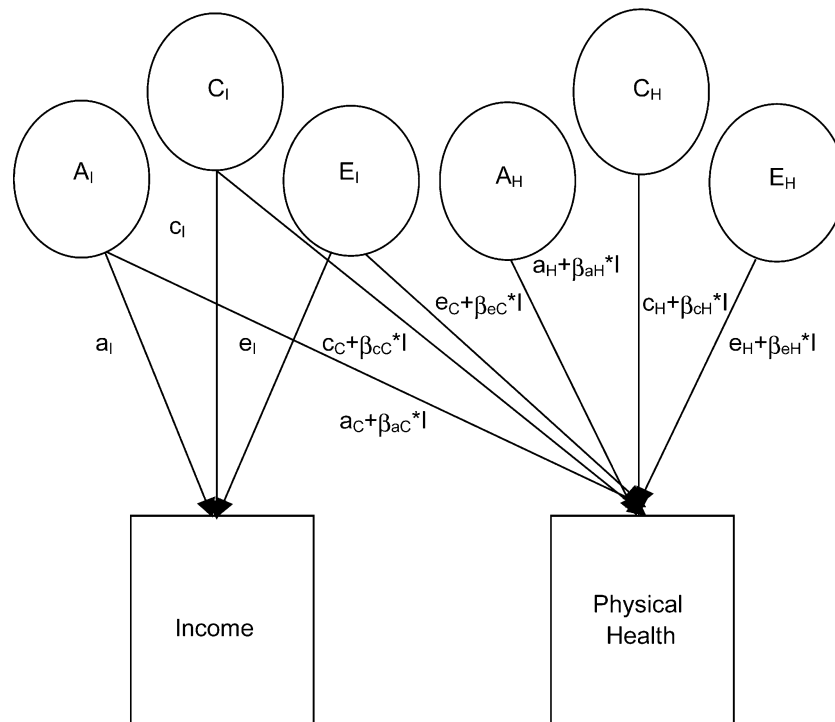 C_I
C_H
A_I
E_I
A_H
E_H
c_I
a_H+β_aH*I
e_C+β_eC*I
c_H+β_cH*I
a_I
e_I
c_C+β_cC*I
e_H+β_eH*I
a_C+β_aC*I
Income
Physical
Health